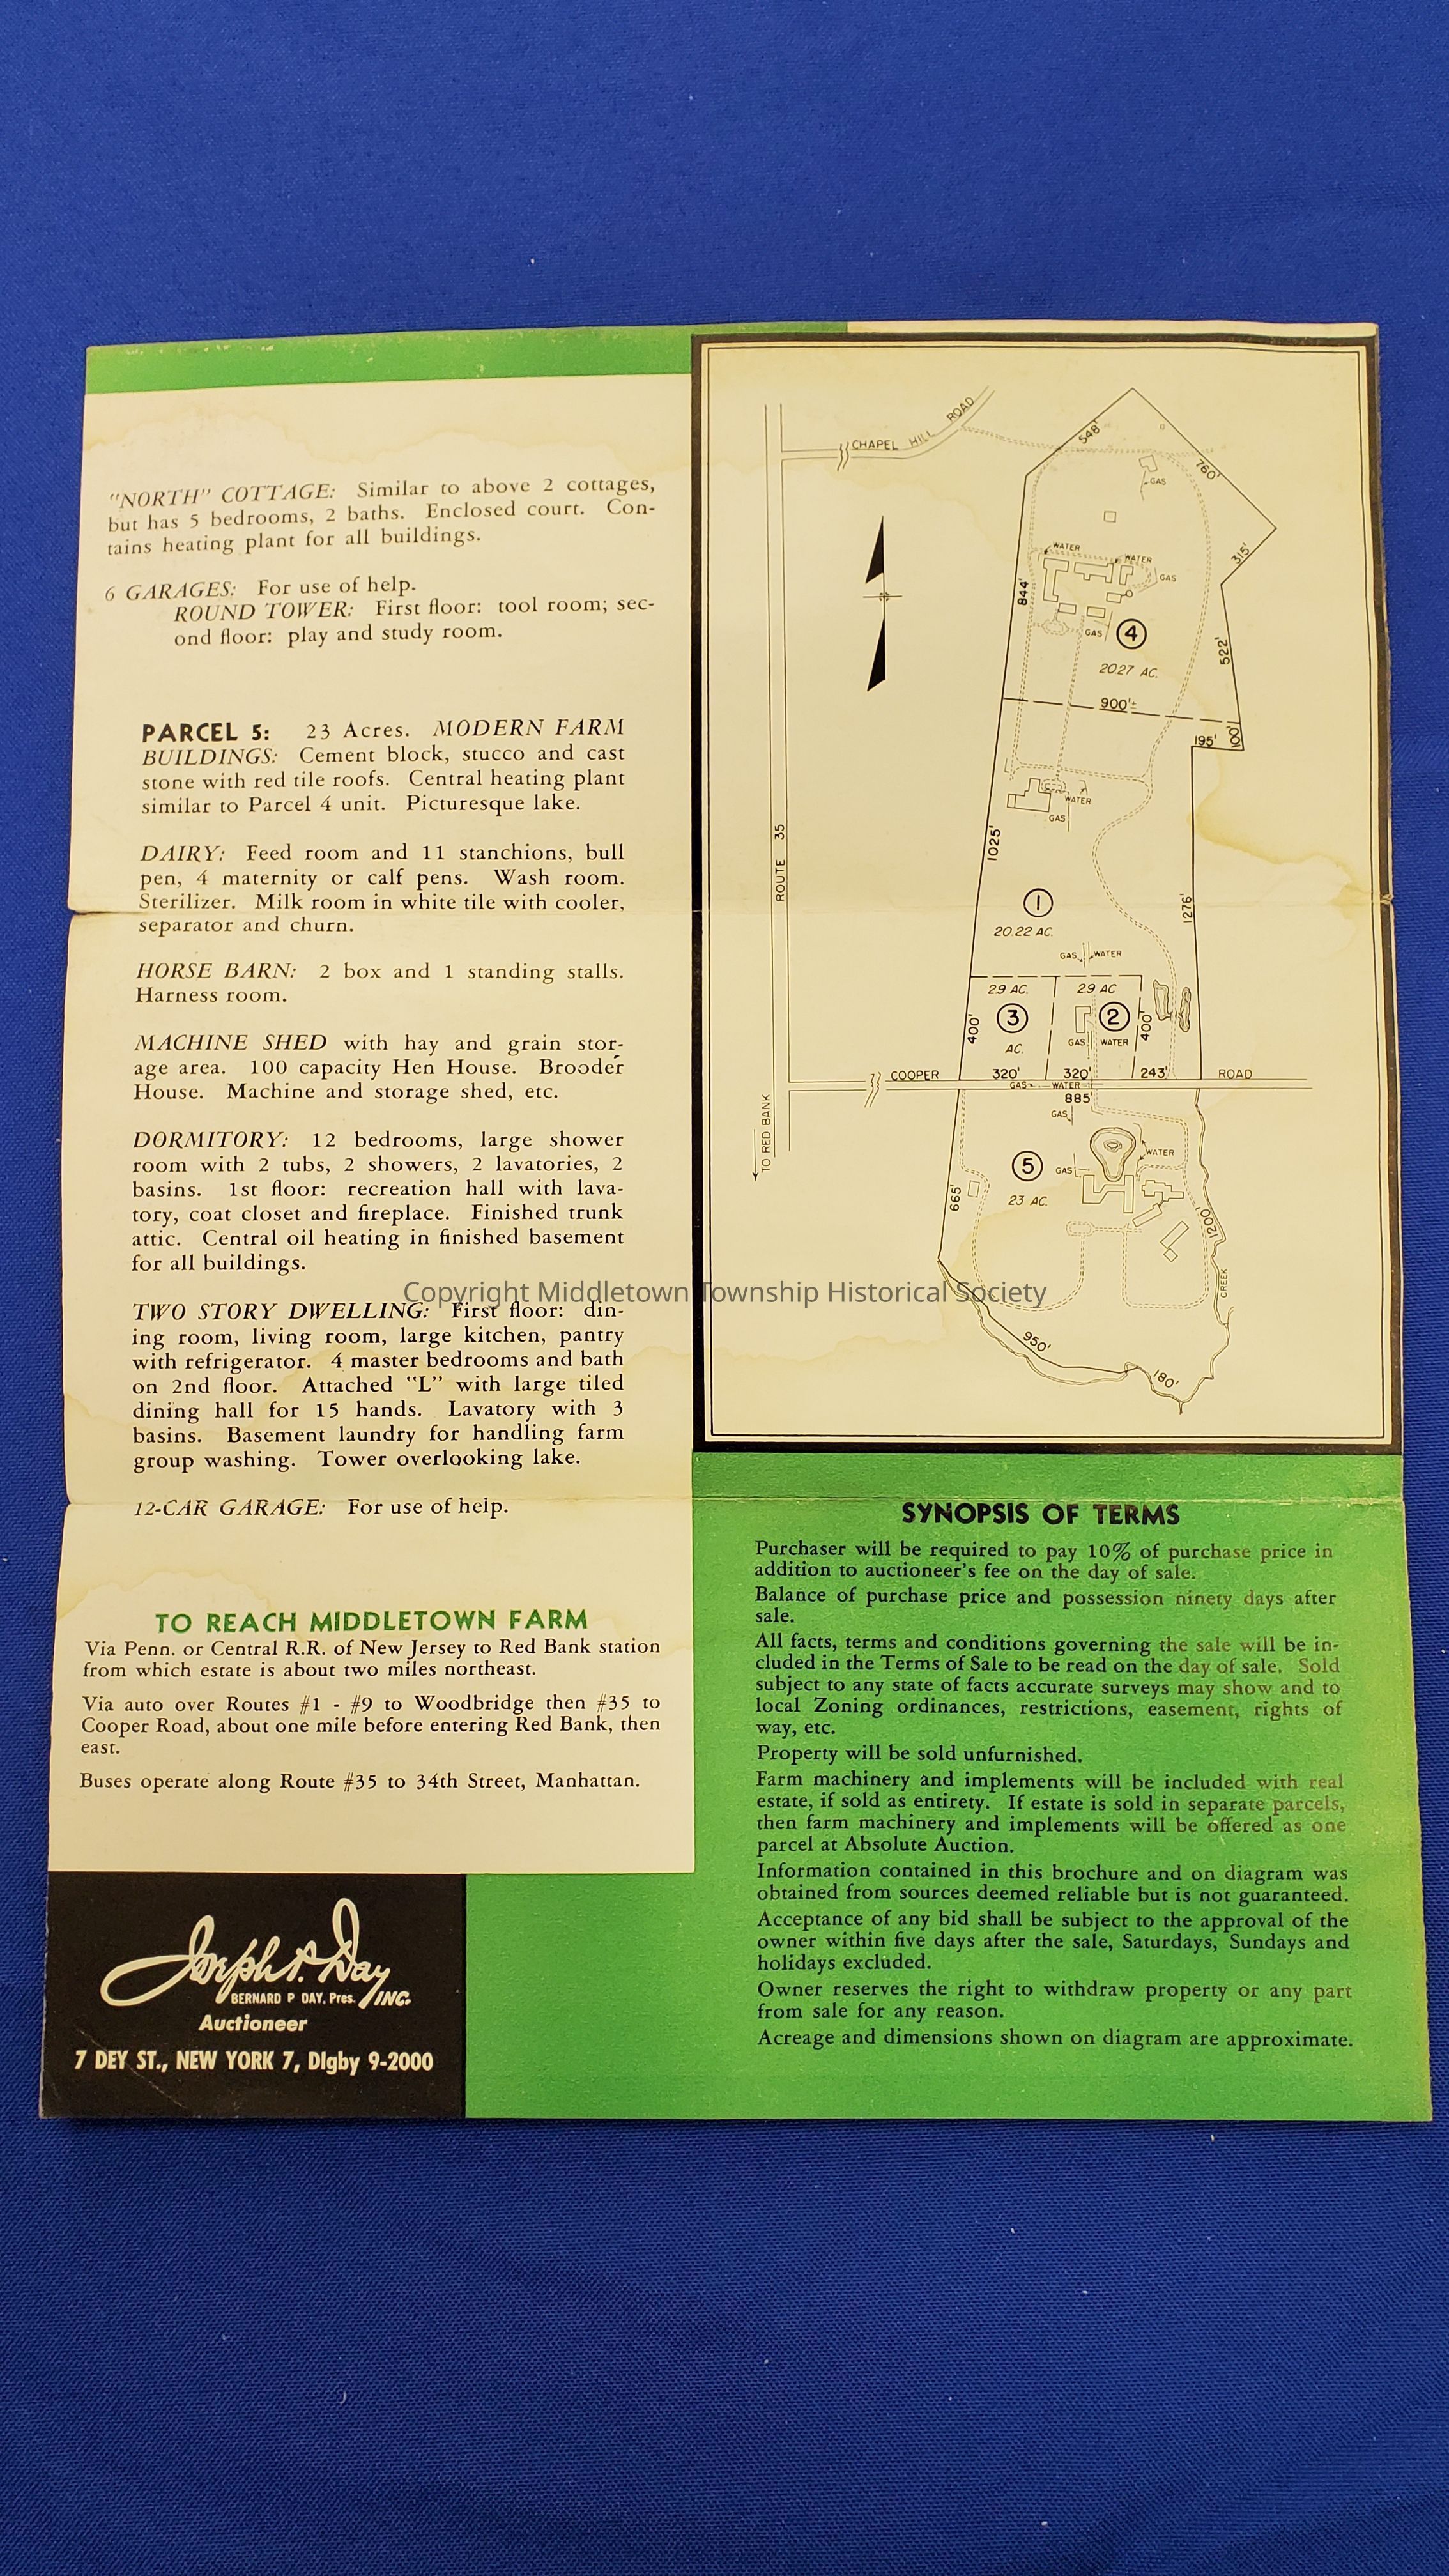 "NORTH" COTTAGE: Similar to above 2 cottages,
but has 5 bedrooms, 2 baths. Enclosed court. Con-
tains heating plant for all buildings.
6 GARAGES: For use of help.
ROUND TOWER: First floor: tool room; sec-
ond floor: play and study room.
PARCEL 5: 23 Acres. MODERN FARM
BUILDINGS: Cement block, stucco and cast
stone with red tile roofs. Central heating plant
similar to Parcel 4 unit. Picturesque lake.
DAIRY: Feed room and 11 stanchions, bull
pen, 4 maternity or calf pens. Wash room.
Sterilizer. Milk room in white tile with cooler,
separator and churn.
HORSE BARN: 2 box and 1 standing stalls.
Harness room.
MACHINE SHED with hay and grain stor-
age area. 100 capacity Hen House. Brooder
House. Machine and storage shed, etc.
DORMITORY: 12 bedrooms, large shower
room with 2 tubs, 2 showers, 2 lavatories, 2
basins. 1st floor: recreation hall with lava-
tory, coat closet and fireplace. Finished trunk
attic. Central oil heating in finished basement
for all buildings.
TWO STORY DWELLING: First floor: din-
ing room, living room, large kitchen, pantry
with refrigerator. 4 master bedrooms and bath
on 2nd floor. Attached "L" with large tiled
dining hall for 15 hands. Lavatory with 3
basins. Basement laundry for handling farm
group washing. Tower overlooking lake.
12-CAR GARAGE: For use of help.
TO REACH MIDDLETOWN FARM
Via Penn. or Central R.R. of New Jersey to Red Bank station
from which estate is about two miles northeast.
Via auto over Routes #1 - #9 to Woodbridge then #35 to
Cooper Road, about one mile before entering Red Bank, then
east.
Buses operate along Route #35 to 34th Street, Manhattan.
Joseph P. Day
BERNARD P DAY, Pres. INC.
Auctioneer
7 DEY ST., NEW YORK 7, DIgby 9-2000
CHAPEL HILL ROAD
548'
760'
GAS
315'
WATER
WATER
GAS
844'
GAS
4
522'
20.27 AC.
900'±
195'
100'
WATER
GAS
1025'
ROUTE 35
1276'
1
20.22 AC.
GAS
WATER
2.9 AC.
2.9 AC
3
2
400'
400'
AC.
GAS
WATER
COOPER
320'
320'
243'
ROAD
GAS
WATER
885'
GAS
TO RED BANK
WATER
5
GAS
23 AC.
665'
1200'
CREEK
950'
180'
Copyright Middletown Township Historical Society
SYNOPSIS OF TERMS
Purchaser will be required to pay 10% of purchase price in
addition to auctioneer's fee on the day of sale.
Balance of purchase price and possession ninety days after
sale.
All facts, terms and conditions governing the sale will be in-
cluded in the Terms of Sale to be read on the day of sale. Sold
subject to any state of facts accurate surveys may show and to
local Zoning ordinances, restrictions, easement, rights of
way, etc.
Property will be sold unfurnished.
Farm machinery and implements will be included with real
estate, if sold as entirety. If estate is sold in separate parcels,
then farm machinery and implements will be offered as one
parcel at Absolute Auction.
Information contained in this brochure and on diagram was
obtained from sources deemed reliable but is not guaranteed.
Acceptance of any bid shall be subject to the approval of the
owner within five days after the sale, Saturdays, Sundays and
holidays excluded.
Owner reserves the right to withdraw property or any part
from sale for any reason.
Acreage and dimensions shown on diagram are approximate.